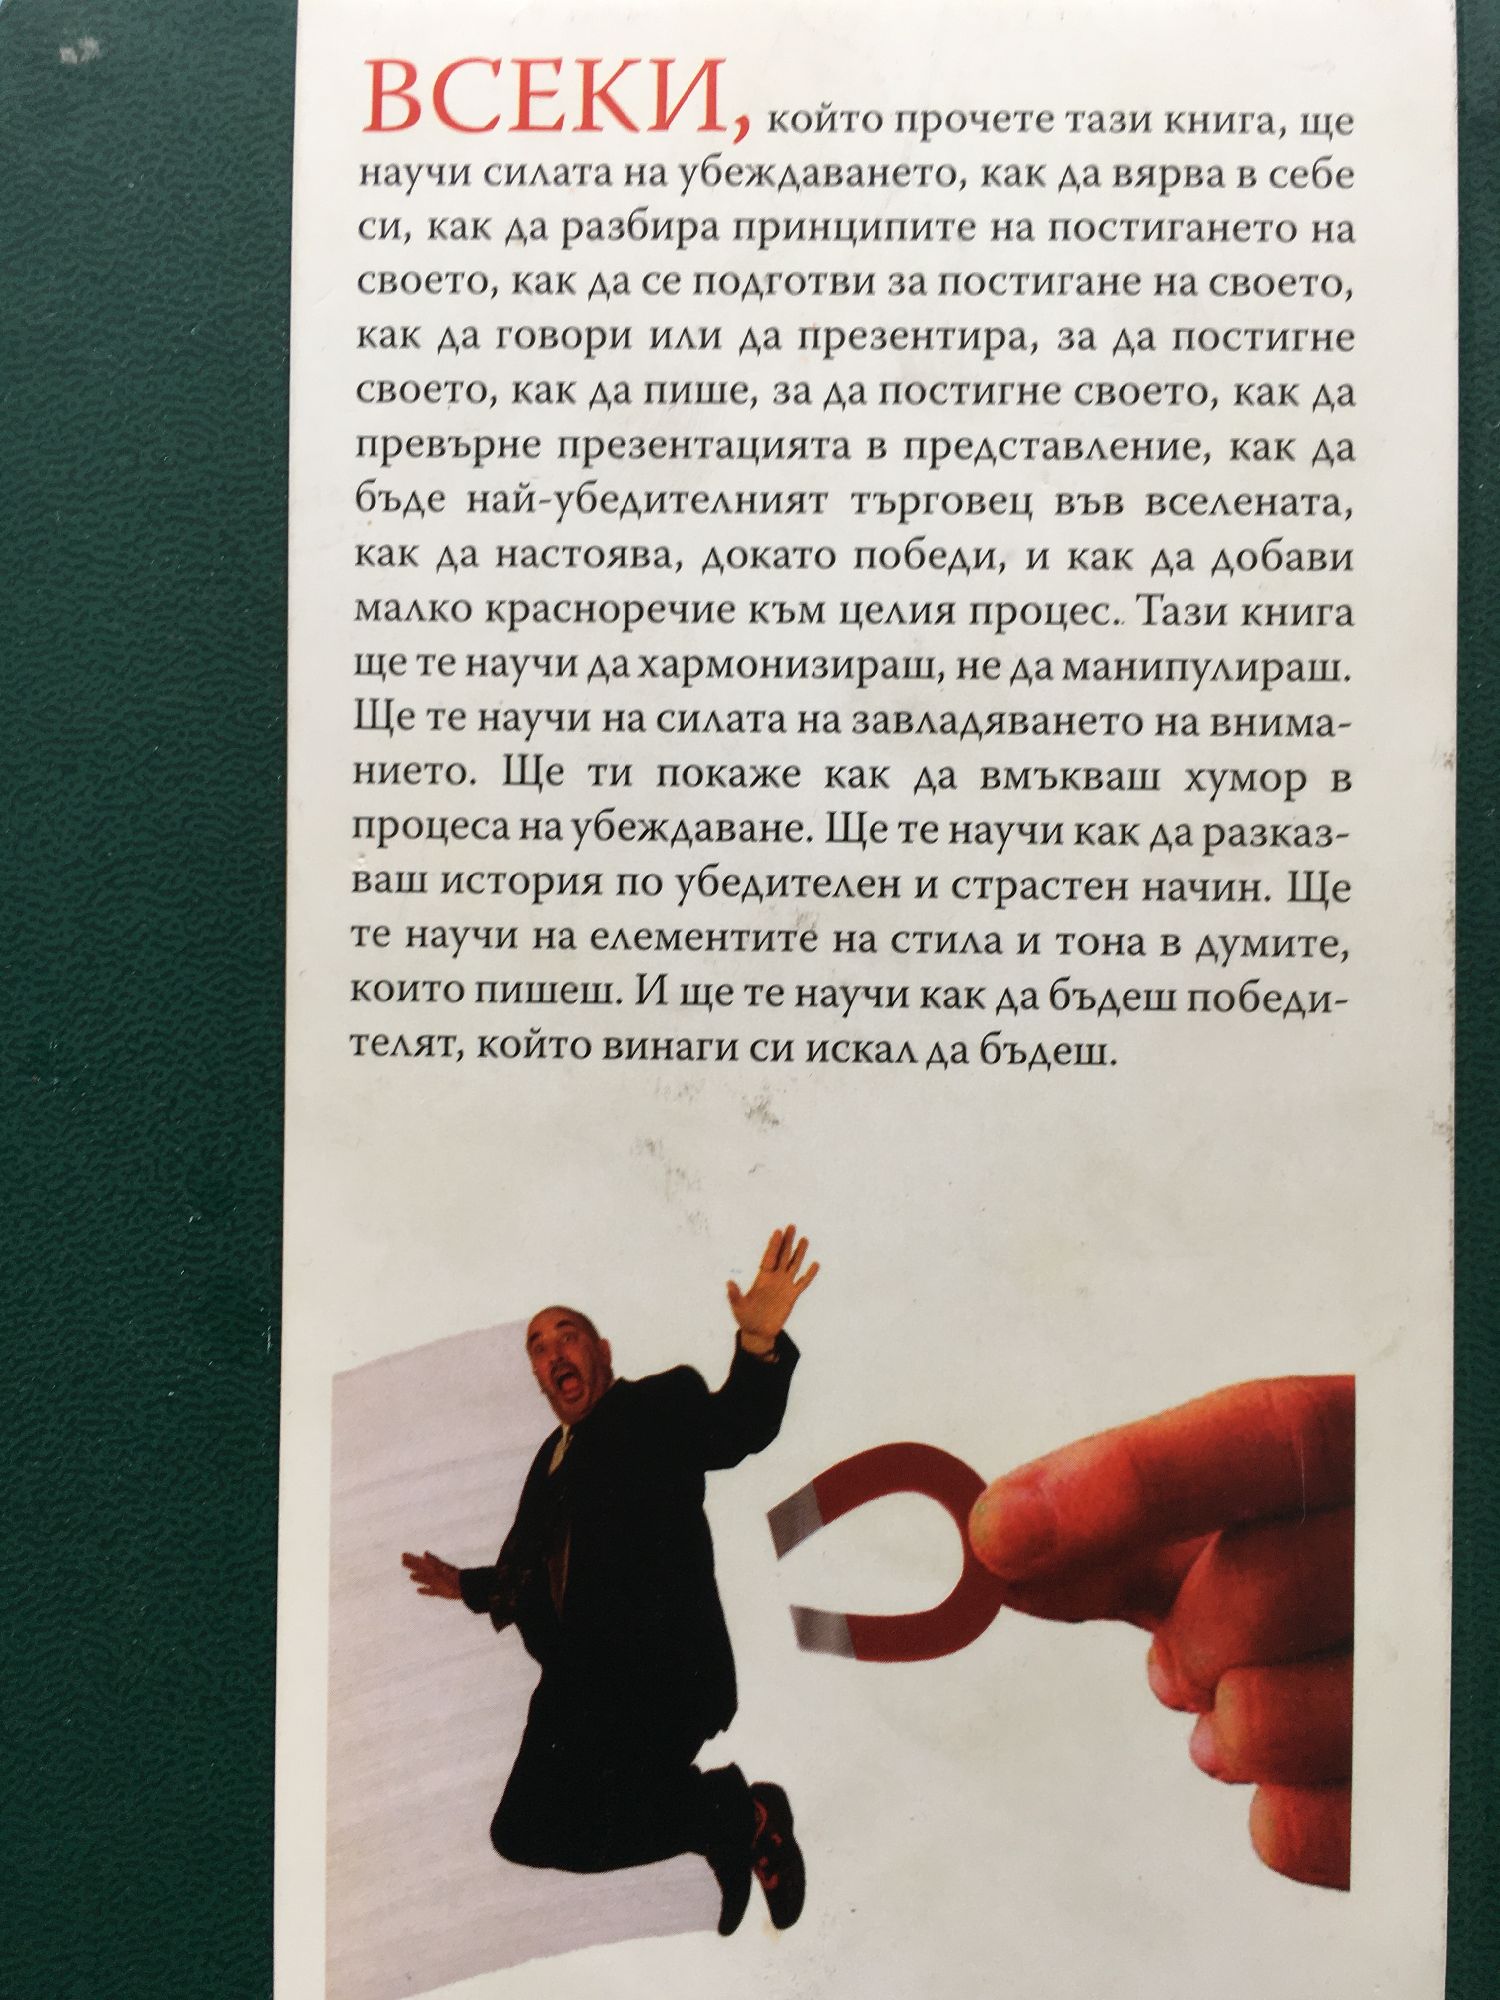 ВСЕКИ, който прочете тази книга, ще
научи силата на убеждаването, как да вярва в себе
си, как да разбира принципите на постигането на
своето, как да се подготви за постигане на своето,
как да говори или да презентира, за да постигне
своето, как да пише, за да постигне своето, как да
превърне презентацията в представление, как да
бъде най-убедителният търговец във вселената,
как да настоява, докато победи, и как да добави
малко красноречие към целия процес. Тази книга
ще те научи да хармонизираш, не да манипулираш.
Ще те научи на силата на завладяването на внима-
нието. Ще ти покаже как да вмъкваш хумор в
процеса на убеждаване. Ще те научи как да разказ-
ваш история по убедителен и страстен начин. Ще
те научи на елементите на стила и тона в думите,
които пишеш. И ще те научи как да бъдеш победи-
телят, който винаги си искал да бъдеш.